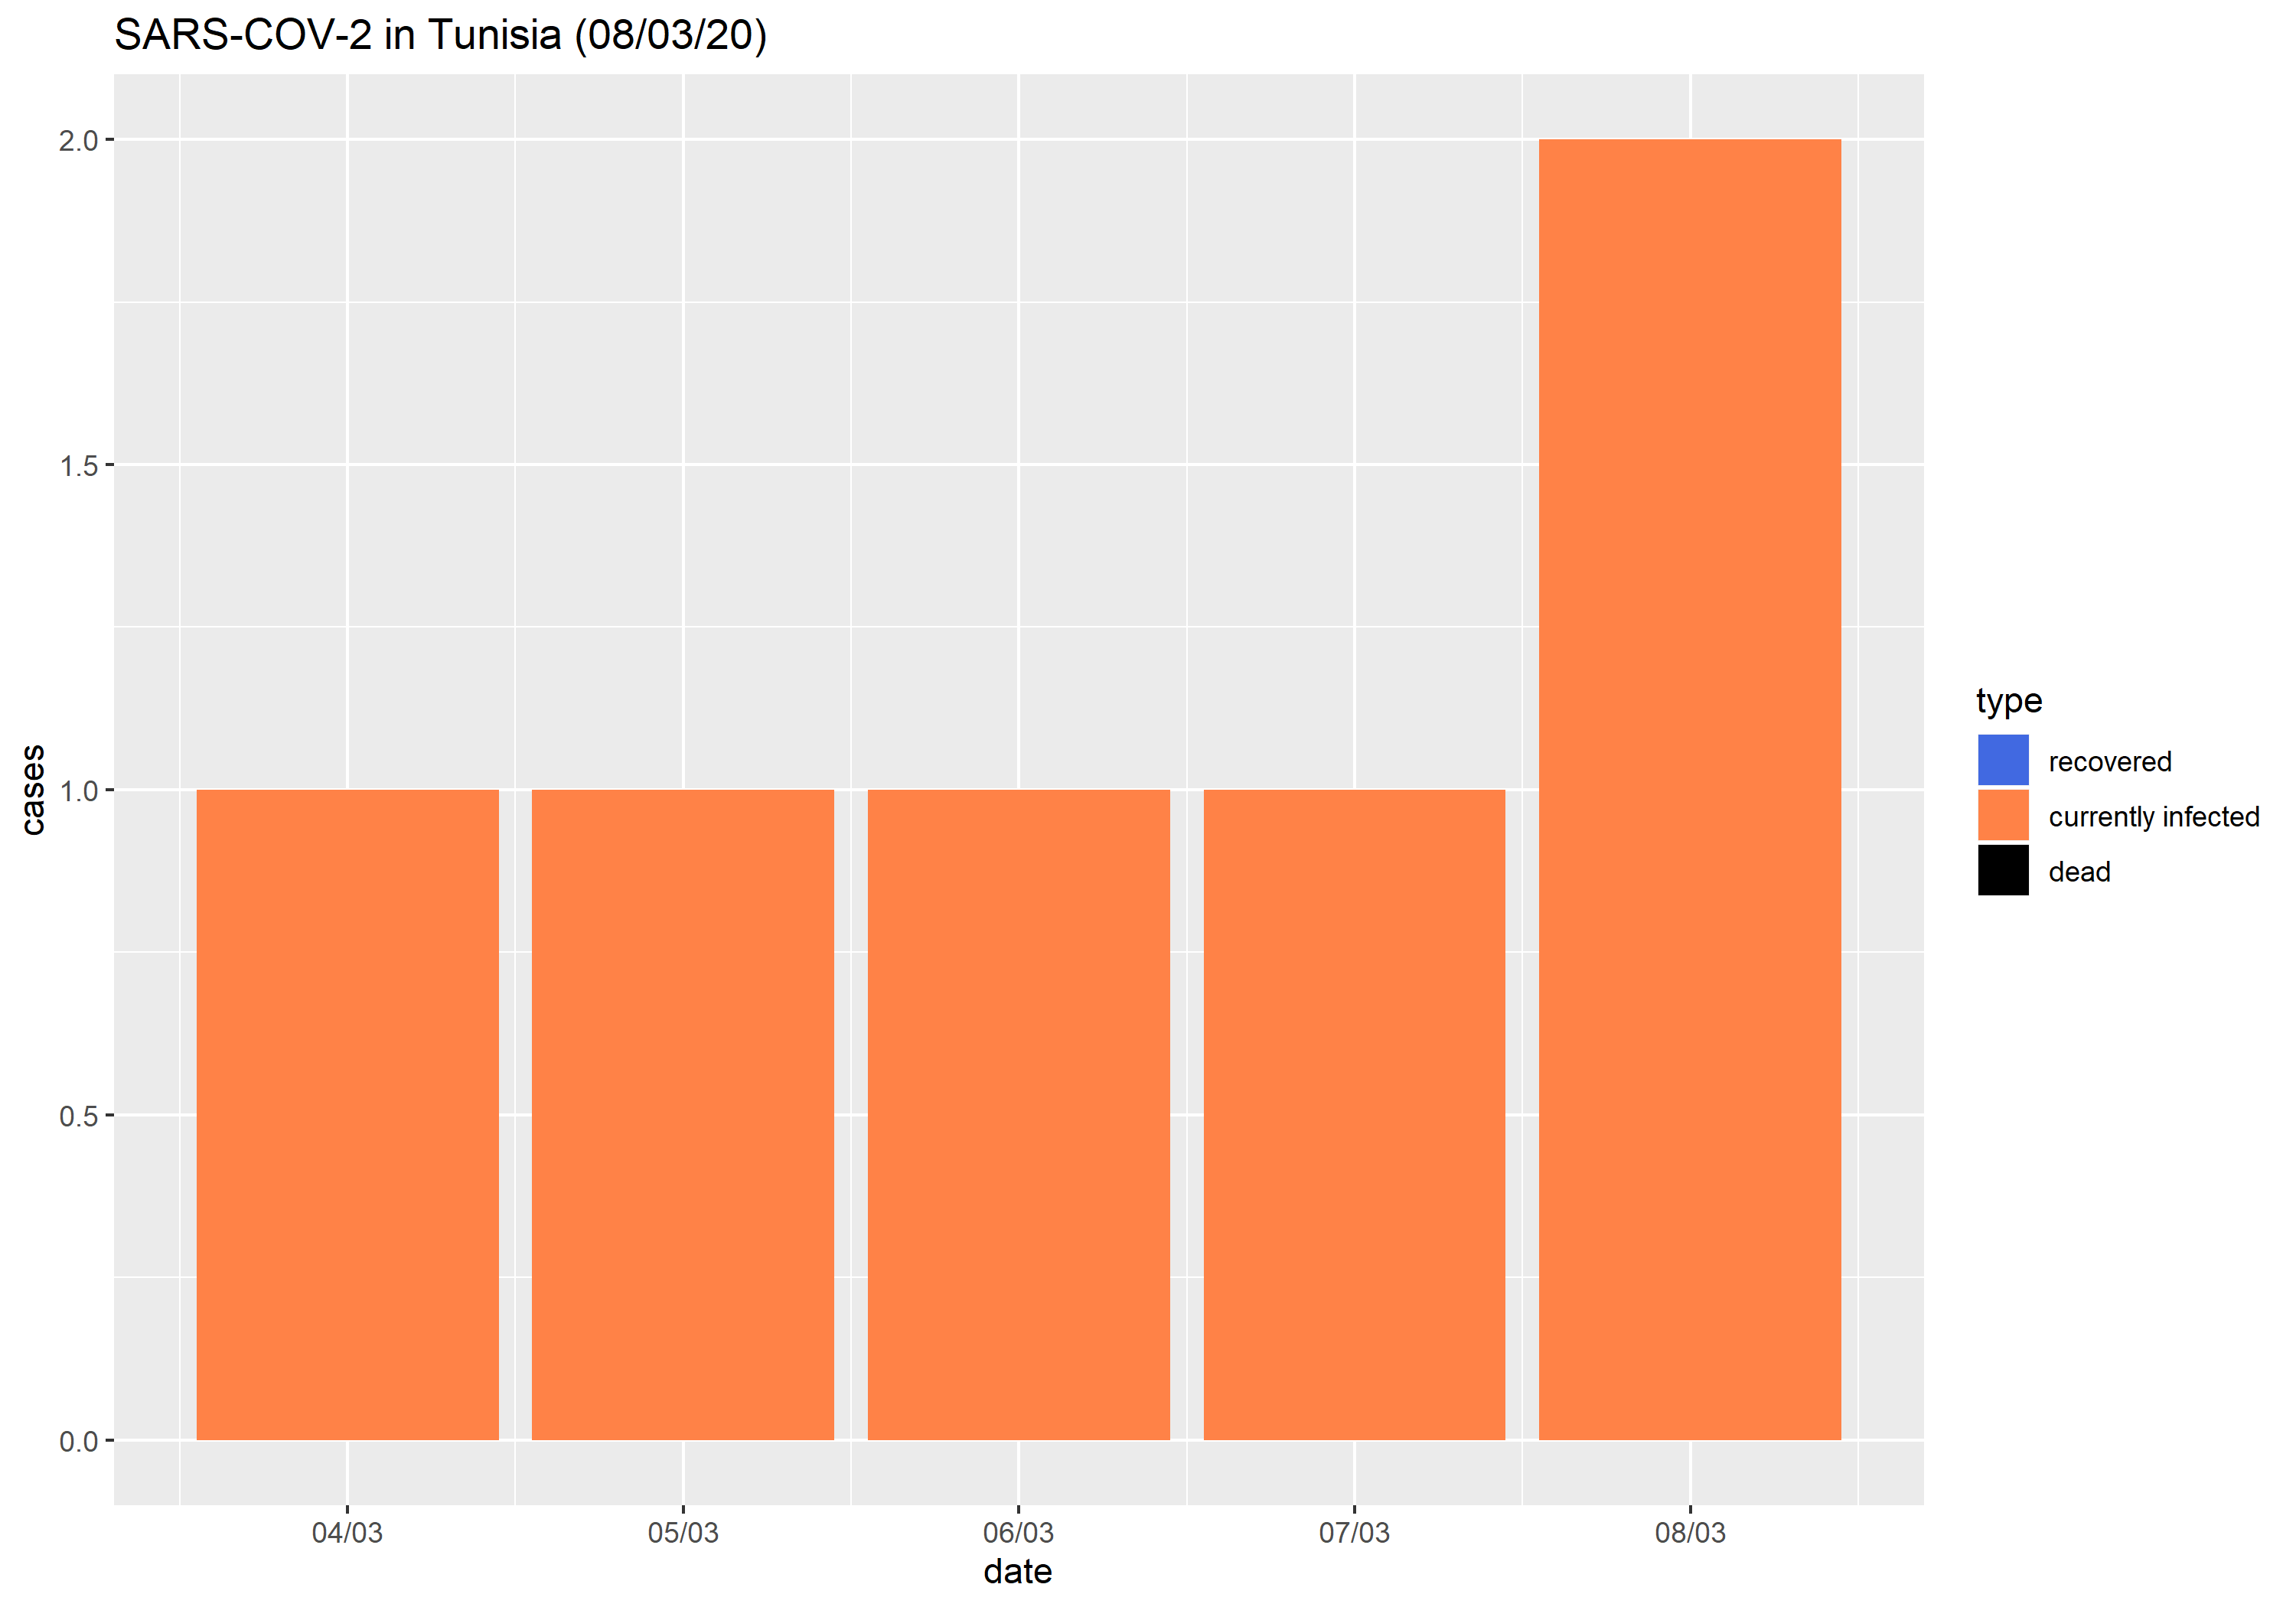 SARS-COV-2 in Tunisia (08/03/20)
2.0
1.5
1.0
0.5
0.0
cases
04/03 05/03 06/03 07/03 08/03
date
type
recovered
currently infected
dead